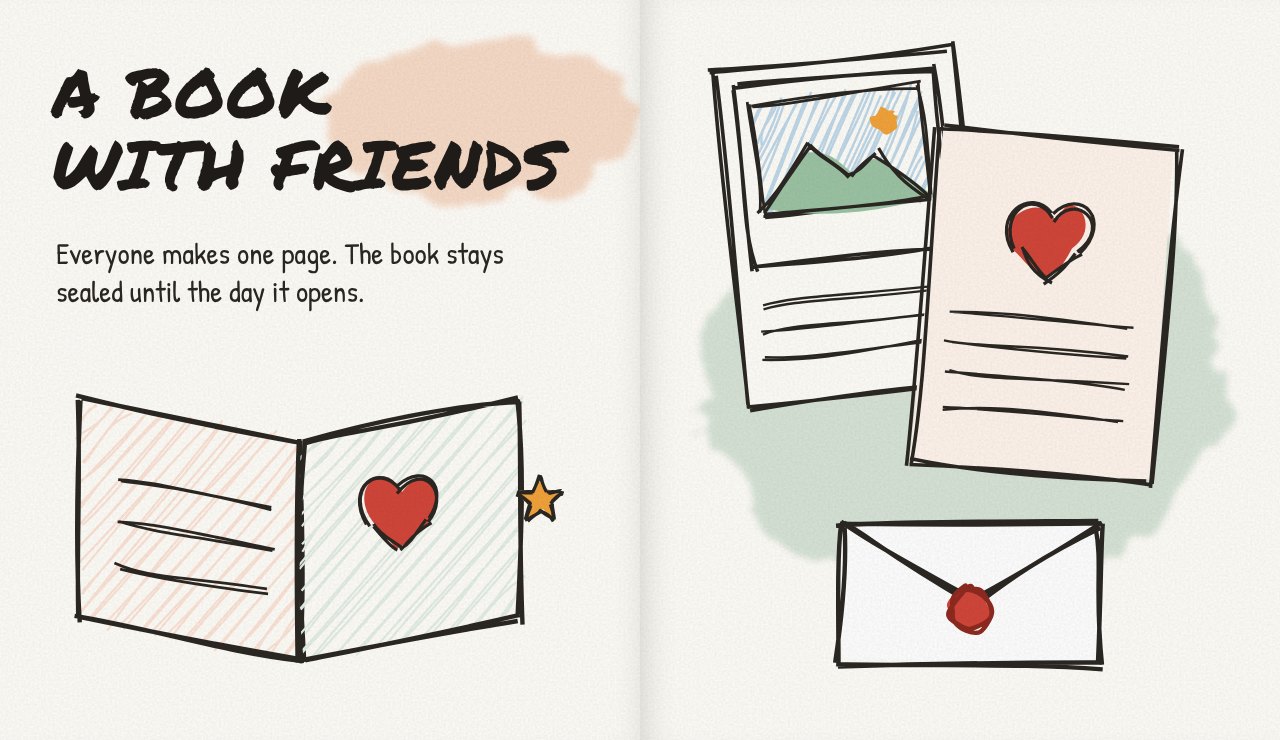 A BOOK
WITH FRIENDS
Everyone makes one page. The book stays
sealed until the day it opens.